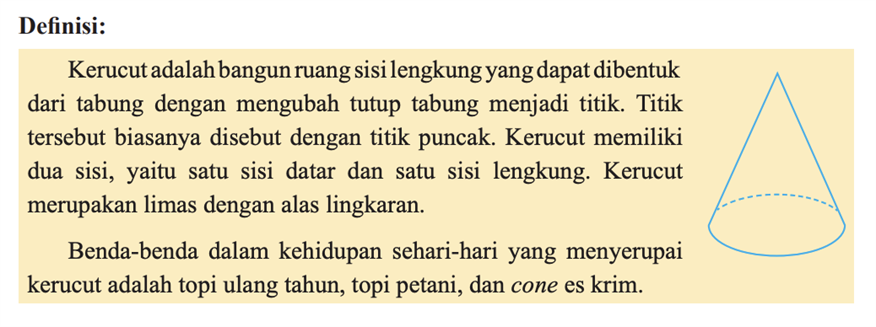 Definisi:
Kerucut adalah bangun ruang sisi lengkung yang dapat dibentuk
dari tabung dengan mengubah tutup tabung menjadi titik. Titik
tersebut biasanya disebut dengan titik puncak. Kerucut memiliki
dua sisi, yaitu satu sisi datar dan satu sisi lengkung. Kerucut
merupakan limas dengan alas lingkaran.
Benda-benda dalam kehidupan sehari-hari yang menyerupai
kerucut adalah topi ulang tahun, topi petani, dan cone es krim.